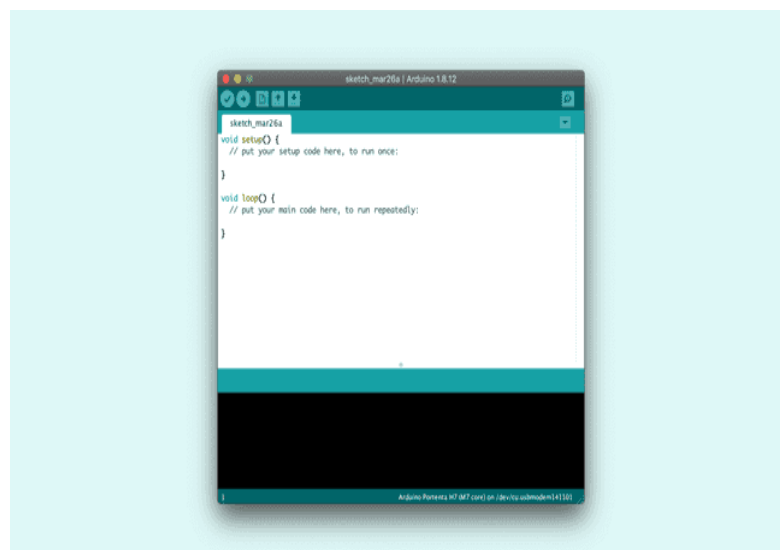 sketch_mar26a | Arduino 1.8.12
sketch_mar26a
void setup() {
  // put your setup code here, to run once:
}
void loop() {
  // put your main code here, to run repeatedly:
}
1
Arduino Portenta H7 (M7 core) on /dev/cu.usbmodem141101